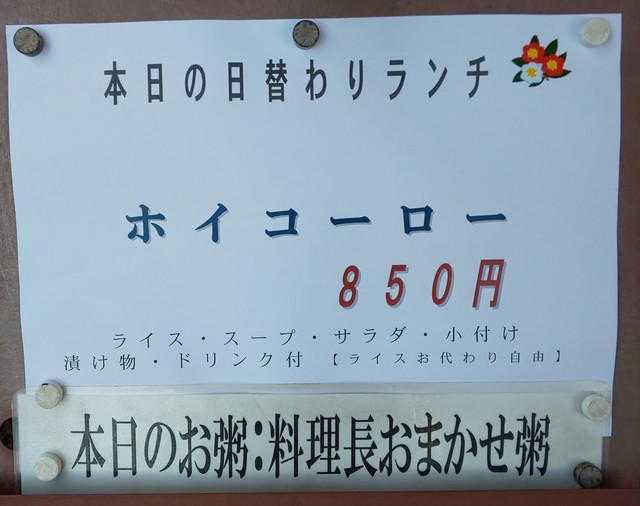 本日の日替わりランチ
ホイコーロー
850円
ライス・スープ・サラダ・小付け
漬け物・ドリンク付【ライスお代わり自由】
本日のお粥:料理長おまかせ粥